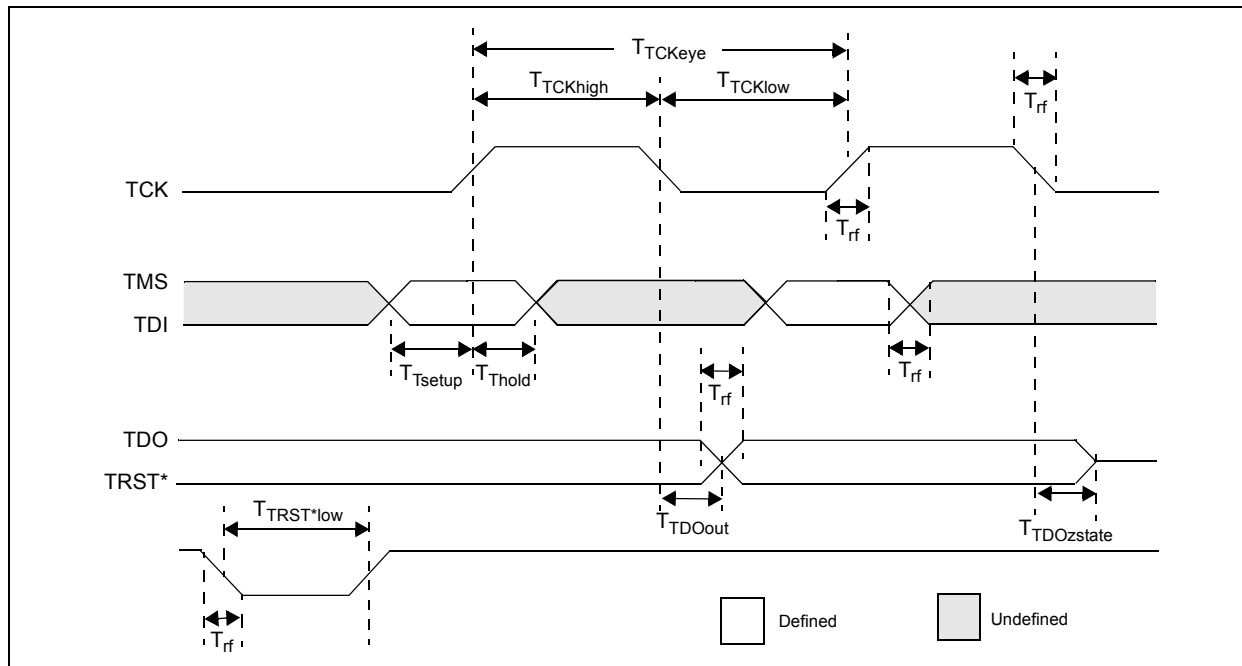 TTCKeye
TTCKhigh
TTCKlow
Trf
TCK
Trf
TMS
TDI
TTsetup
TThold
Trf
Trf
TDO
TRST*
TTRST*low
TTDOout
TTDOzstate
Trf
Defined
Undefined